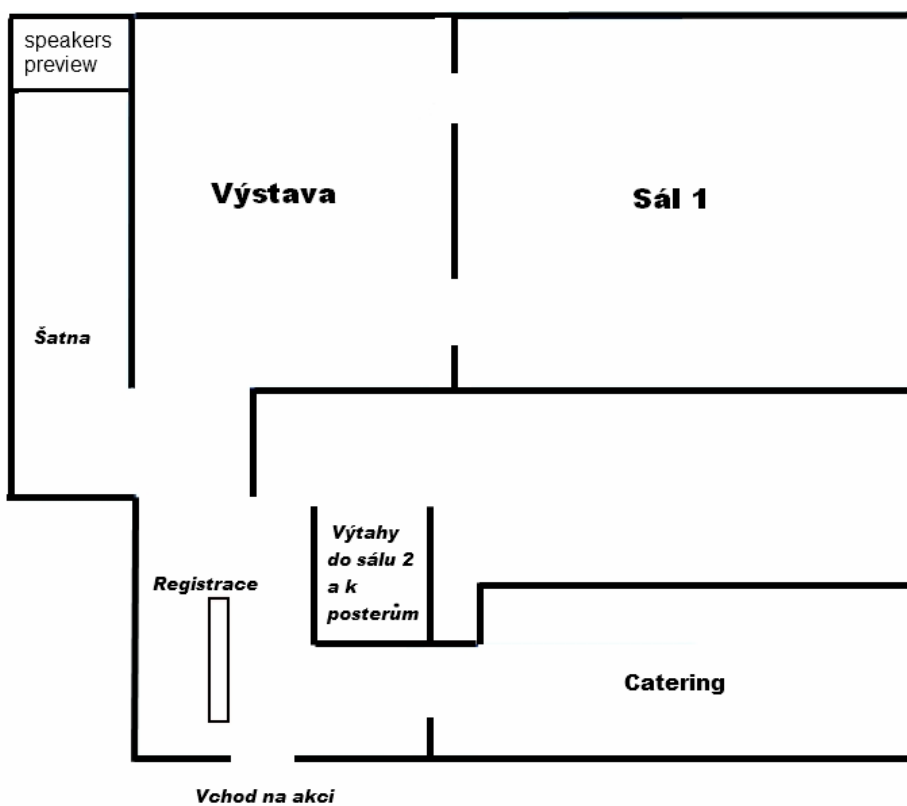 speakers
preview
Výstava
Sál 1
Šatna
Výtahy
do sálu 2
a k
posterům
Registrace
Catering
Vchod na akci